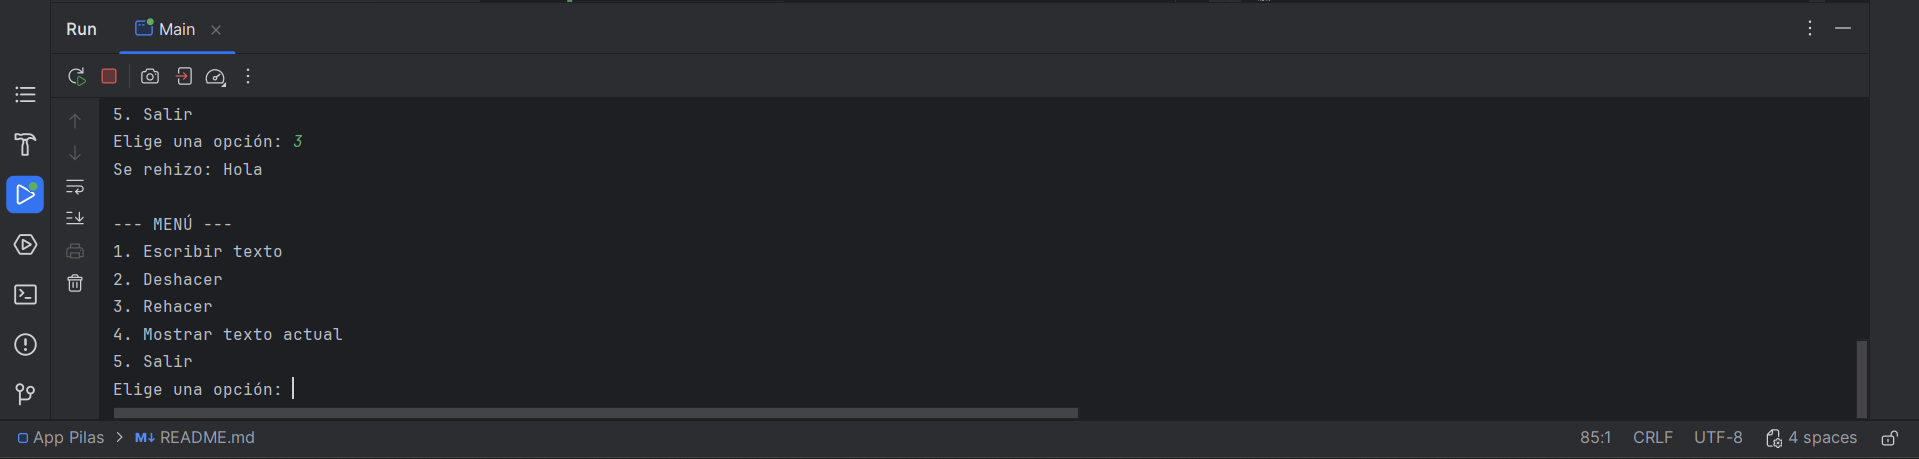 Run Main
5. Salir
Elige una opción: 3
Se rehizo: Hola
--- MENÚ ---
1. Escribir texto
2. Deshacer
3. Rehacer
4. Mostrar texto actual
5. Salir
Elige una opción:
App Pilas > M↓ README.md 85:1 CRLF UTF-8 4 spaces